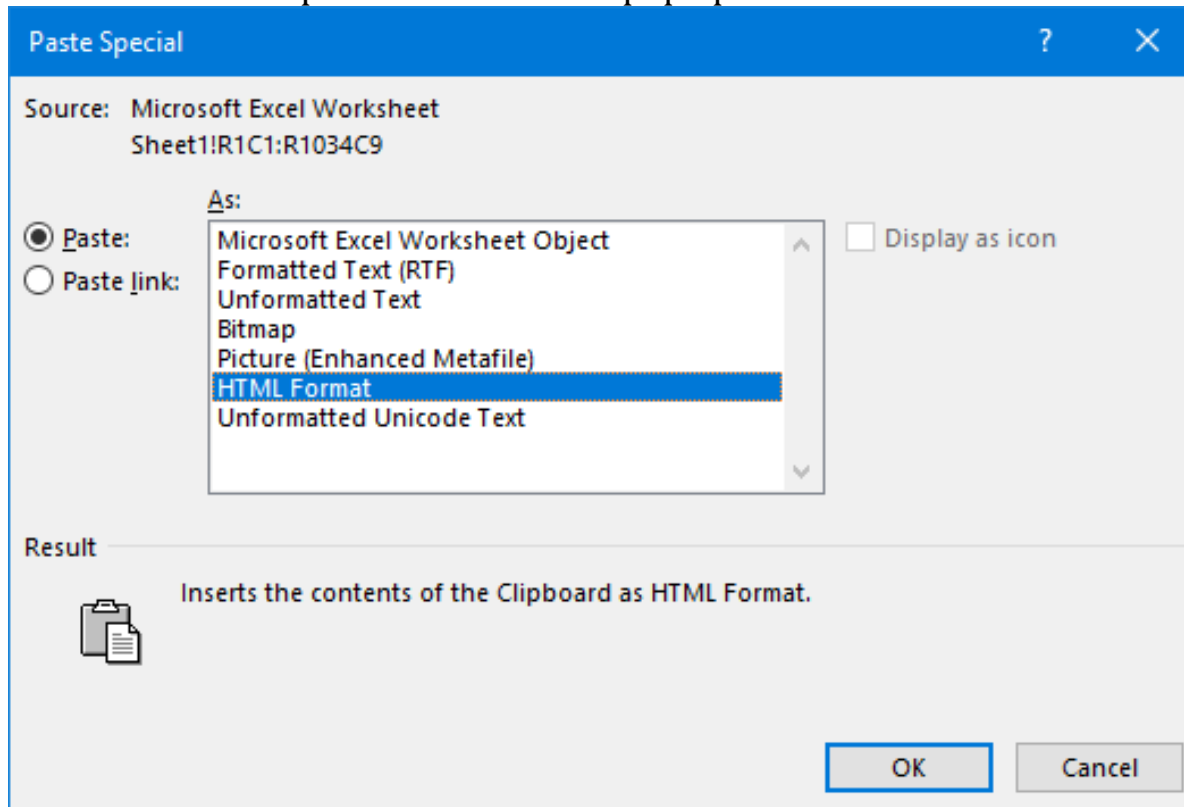 Paste Special
?
Source: Microsoft Excel Worksheet
Sheet1!R1C1:R1034C9
As:
Paste:
Paste link:
Microsoft Excel Worksheet Object
Formatted Text (RTF)
Unformatted Text
Bitmap
Picture (Enhanced Metafile)
HTML Format
Unformatted Unicode Text
Display as icon
Result
Inserts the contents of the Clipboard as HTML Format.
OK
Cancel